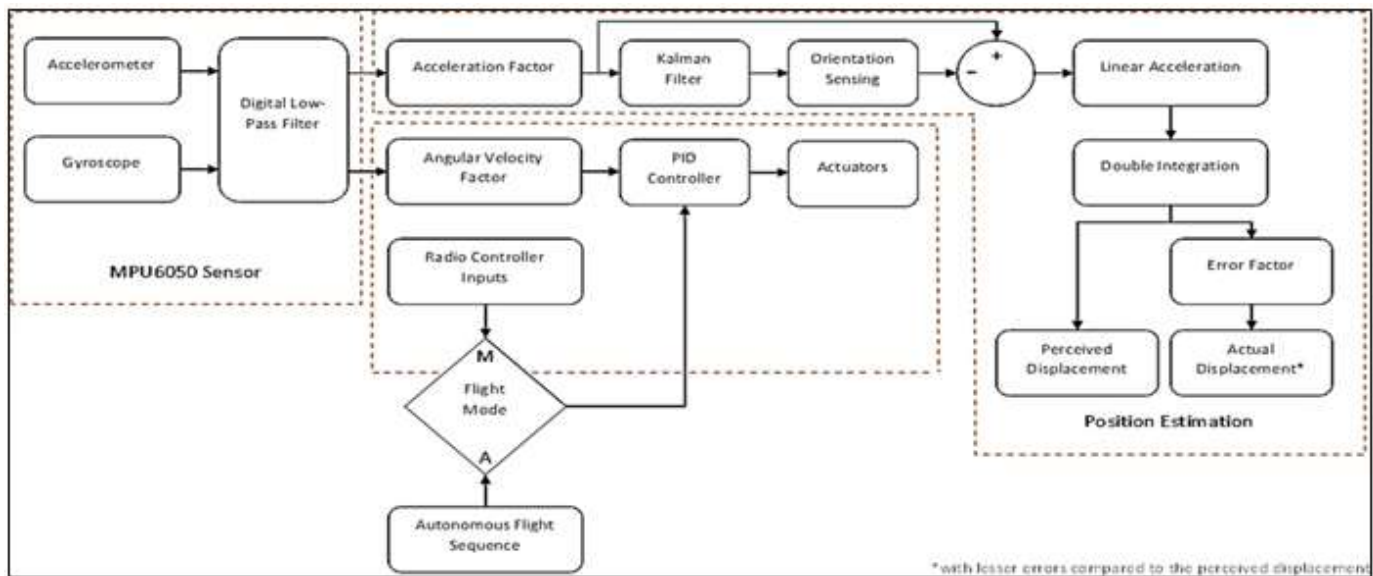 Accelerometer
Gyroscope
Digital Low-
Pass Filter
MPU6050 Sensor
Acceleration Factor
Kalman
Filter
Orientation
Sensing
+
−
Linear Acceleration
Angular Velocity
Factor
PID
Controller
Actuators
Double Integration
Radio Controller
Inputs
Error Factor
M
Flight
Mode
A
Perceived
Displacement
Actual
Displacement*
Position Estimation
Autonomous Flight
Sequence
*with lesser errors compared to the perceived displacement